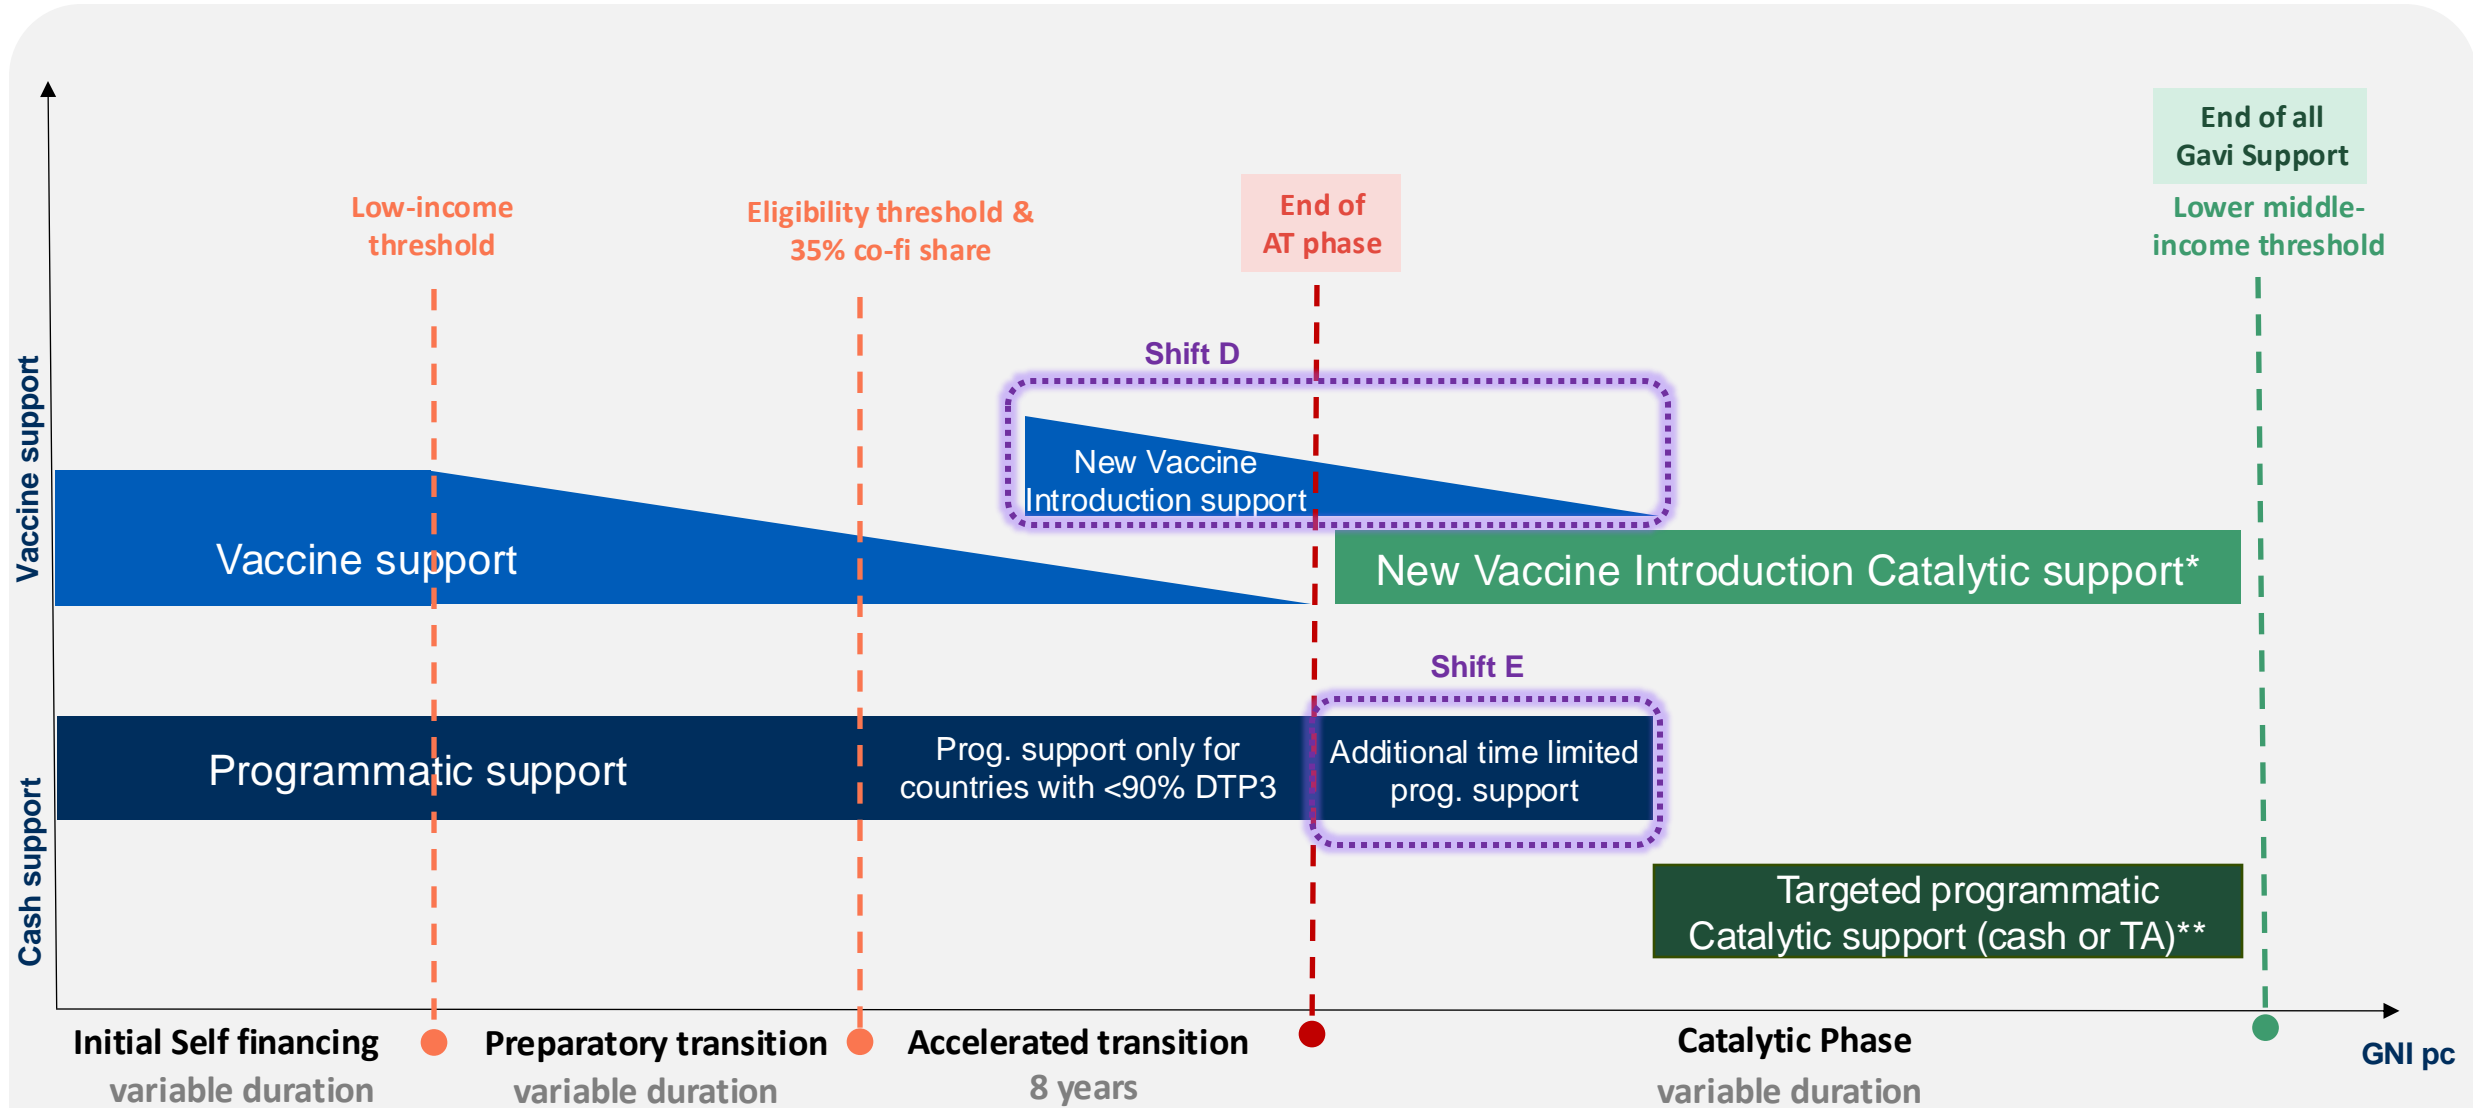 End of all
Gavi Support
Low-income
threshold
Eligibility threshold &
35% co-fi share
End of
AT phase
Lower middle-
income threshold
Shift D
Vaccine support
New Vaccine
Introduction support
Vaccine support
New Vaccine Introduction Catalytic support*
Shift E
Cash support
Programmatic support
Prog. support only for
countries with <90% DTP3
Additional time limited
prog. support
Targeted programmatic
Catalytic support (cash or TA)**
Initial Self financing
variable duration
Preparatory transition
variable duration
Accelerated transition
8 years
Catalytic Phase
variable duration
GNI pc